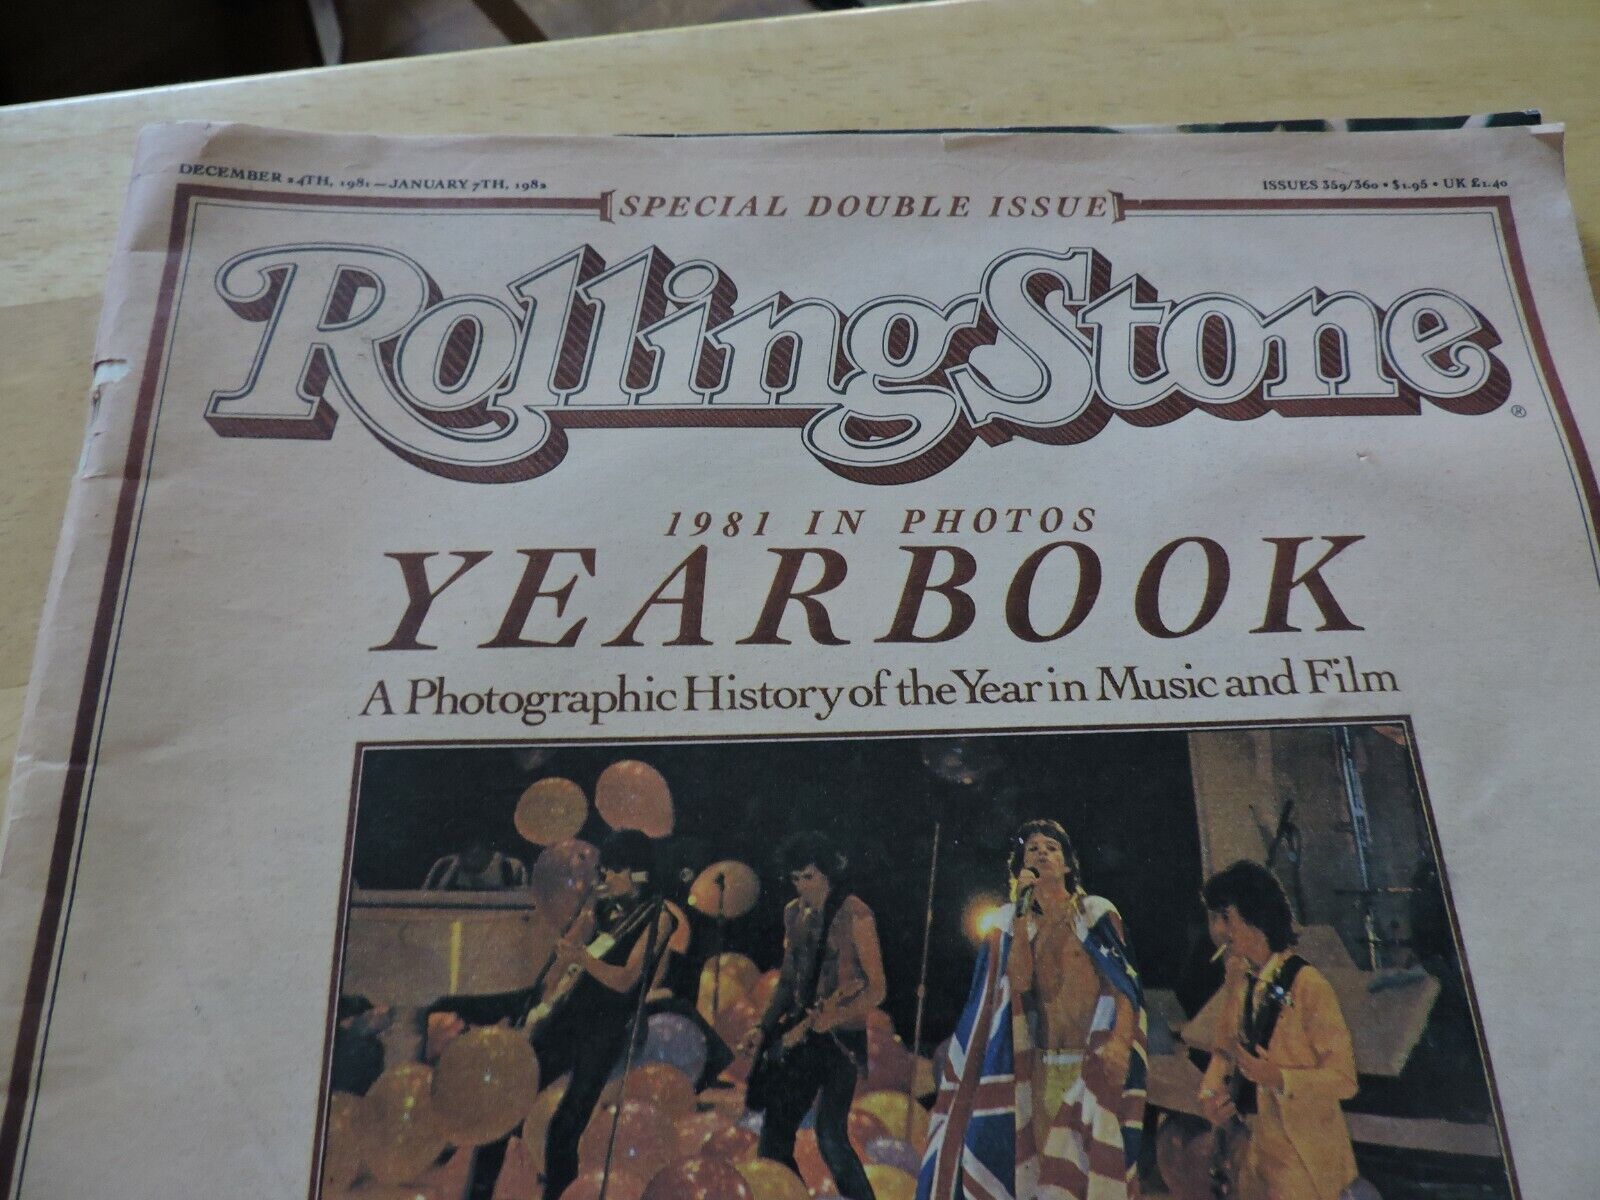 DECEMBER 24TH, 1981—JANUARY 7TH, 1982
ISSUES 359/360 • $1.95 • UK £1.40
SPECIAL DOUBLE ISSUE
RollingStone®
1981 IN PHOTOS
YEARBOOK
A Photographic History of the Year in Music and Film